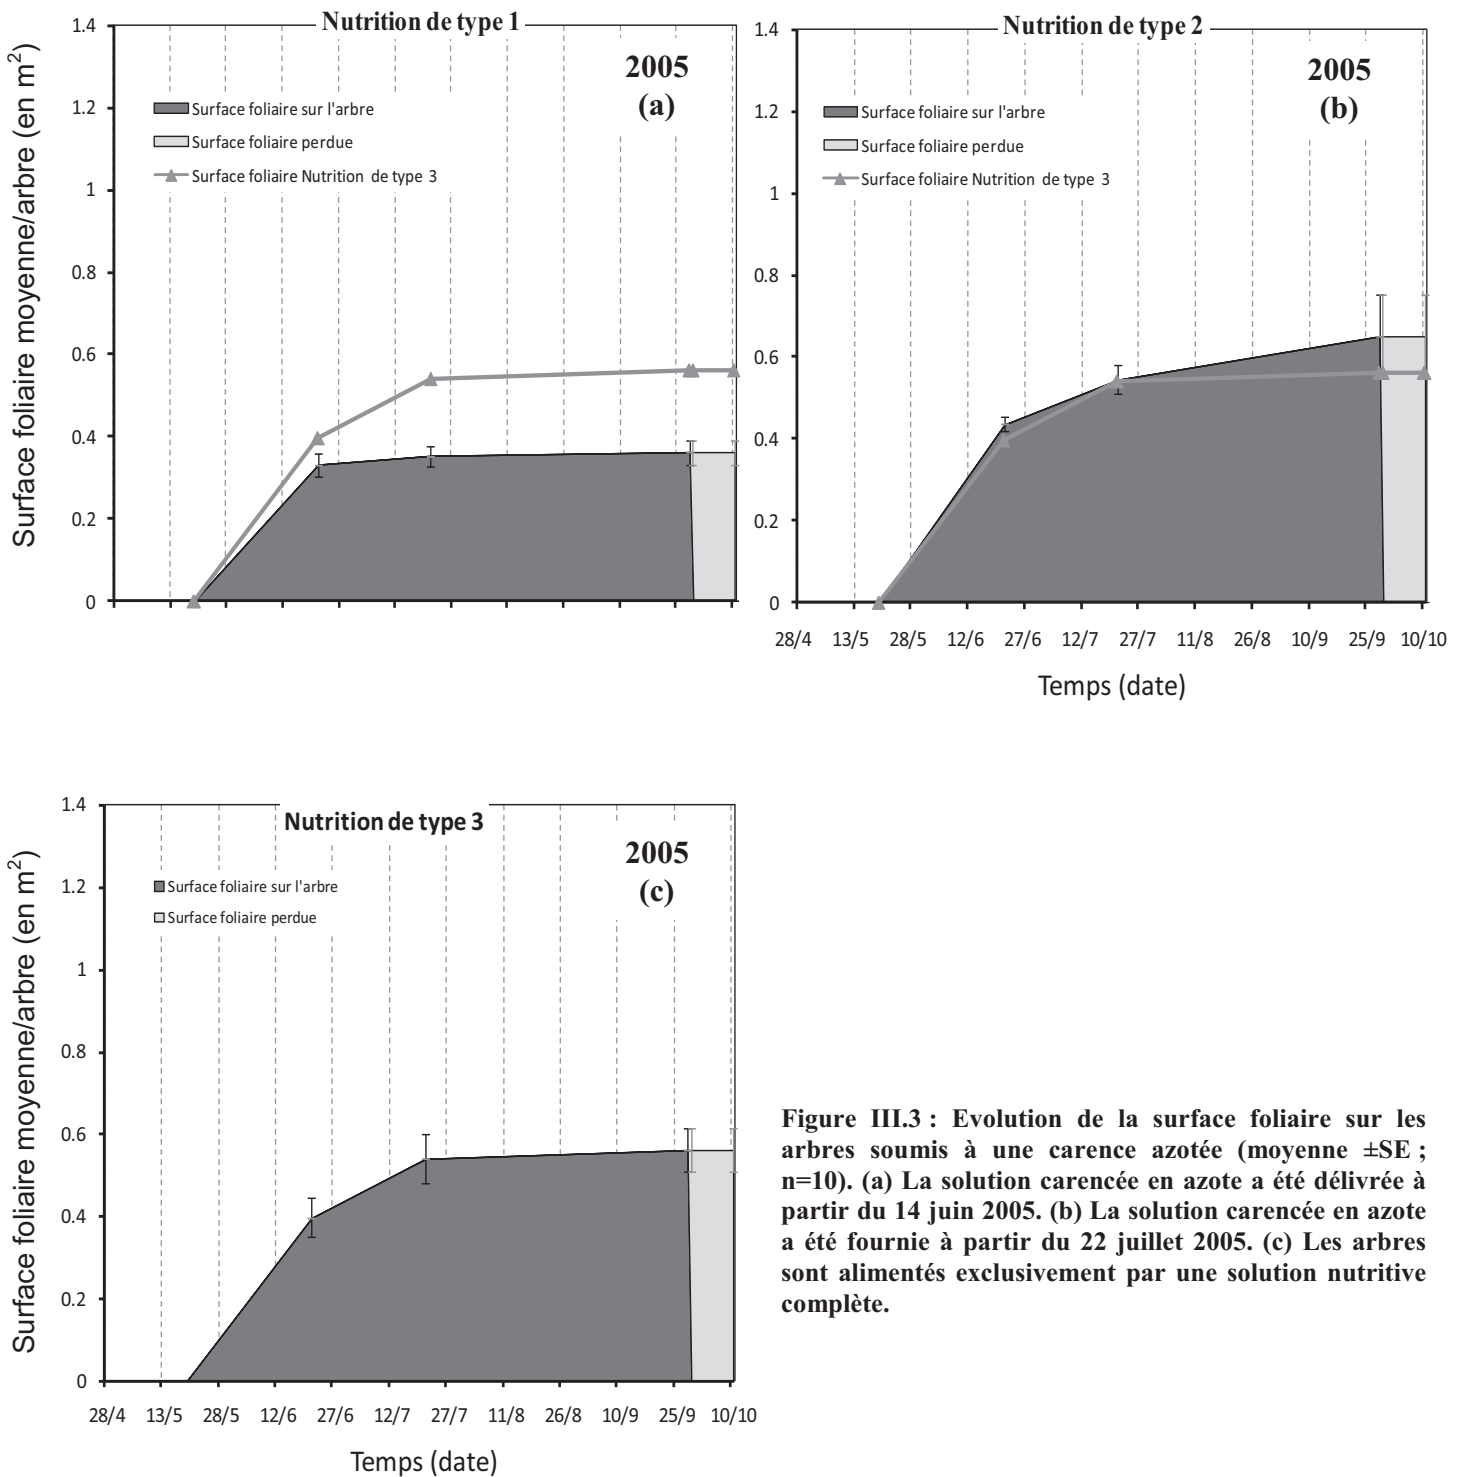 Nutrition de type 1
2005
(a)
Surface foliaire moyenne/arbre (en m²)
1.4
1.2
1
0.8
0.6
0.4
0.2
0
Surface foliaire sur l'arbre
Surface foliaire perdue
Surface foliaire Nutrition de type 3
Nutrition de type 2
2005
(b)
1.4
1.2
1
0.8
0.6
0.4
0.2
0
Surface foliaire sur l'arbre
Surface foliaire perdue
Surface foliaire Nutrition de type 3
28/4 13/5 28/5 12/6 27/6 12/7 27/7 11/8 26/8 10/9 25/9 10/10
Temps (date)
Nutrition de type 3
2005
(c)
Surface foliaire moyenne/arbre (en m²)
1.4
1.2
1
0.8
0.6
0.4
0.2
0
Surface foliaire sur l'arbre
Surface foliaire perdue
28/4 13/5 28/5 12/6 27/6 12/7 27/7 11/8 26/8 10/9 25/9 10/10
Temps (date)
Figure III.3 : Evolution de la surface foliaire sur les
arbres soumis à une carence azotée (moyenne ±SE ;
n=10). (a) La solution carencée en azote a été délivrée à
partir du 14 juin 2005. (b) La solution carencée en azote
a été fournie à partir du 22 juillet 2005. (c) Les arbres
sont alimentés exclusivement par une solution nutritive
complète.